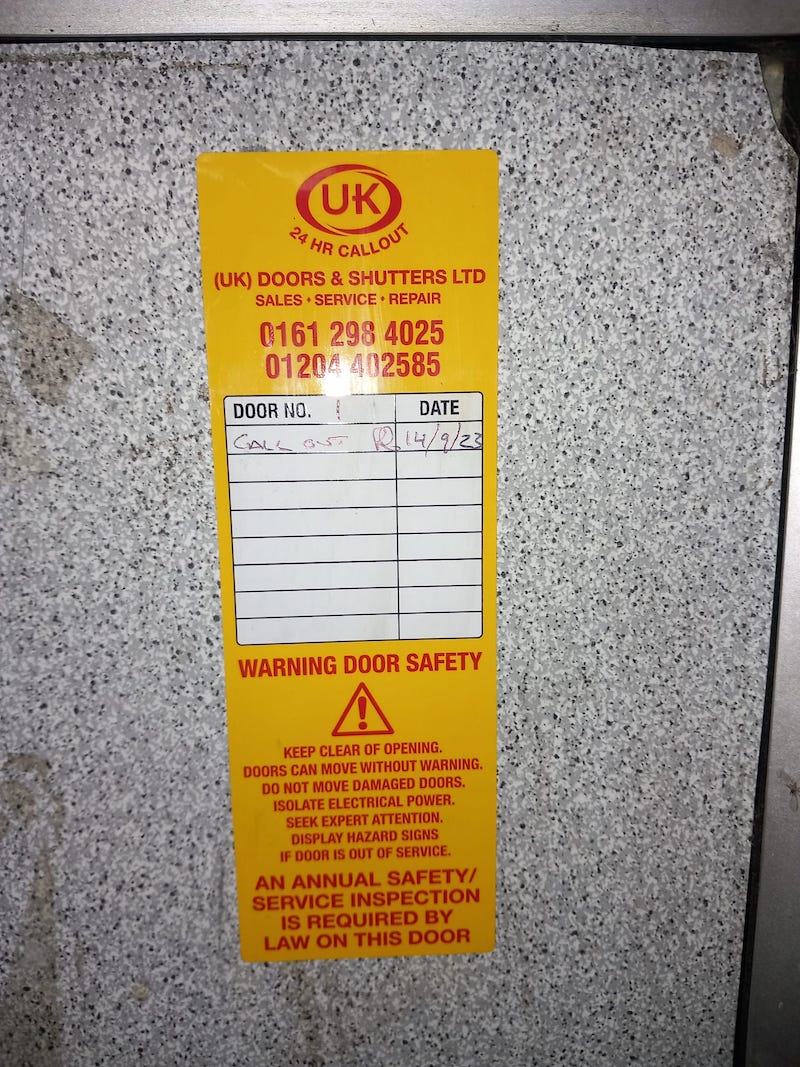 UK
24 HR CALLOUT
(UK) DOORS & SHUTTERS LTD
SALES • SERVICE • REPAIR
0161 298 4025
01204 402585
DOOR NO. 1 DATE
CALL OUT 14/9/23
WARNING DOOR SAFETY
!
KEEP CLEAR OF OPENING.
DOORS CAN MOVE WITHOUT WARNING.
DO NOT MOVE DAMAGED DOORS.
ISOLATE ELECTRICAL POWER.
SEEK EXPERT ATTENTION.
DISPLAY HAZARD SIGNS
IF DOOR IS OUT OF SERVICE.
AN ANNUAL SAFETY/
SERVICE INSPECTION
IS REQUIRED BY
LAW ON THIS DOOR